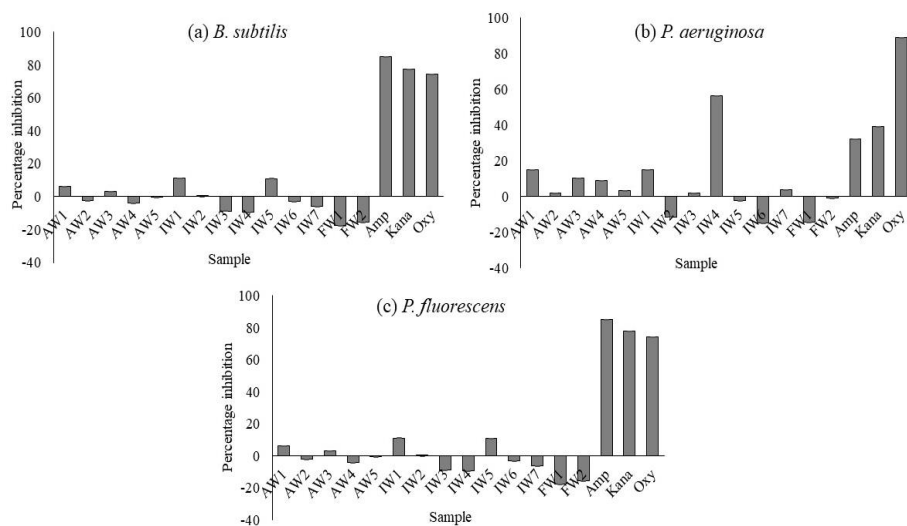 (a) B. subtilis
Percentage inhibition
100
80
60
40
20
0
-20
-40
AW1 AW2 AW3 AW4 AW5 IW1 IW2 IW3 IW4 IW5 IW6 IW7 FW1 FW2 Amp Kana Oxy
Sample
(b) P. aeruginosa
Percentage inhibition
100
80
60
40
20
0
-20
-40
AW1 AW2 AW3 AW4 AW5 IW1 IW2 IW3 IW4 IW5 IW6 IW7 FW1 FW2 Amp Kana Oxy
Sample
(c) P. fluorescens
Percentage inhibition
100
80
60
40
20
0
-20
-40
AW1 AW2 AW3 AW4 AW5 IW1 IW2 IW3 IW4 IW5 IW6 IW7 FW1 FW2 Amp Kana Oxy
Sample